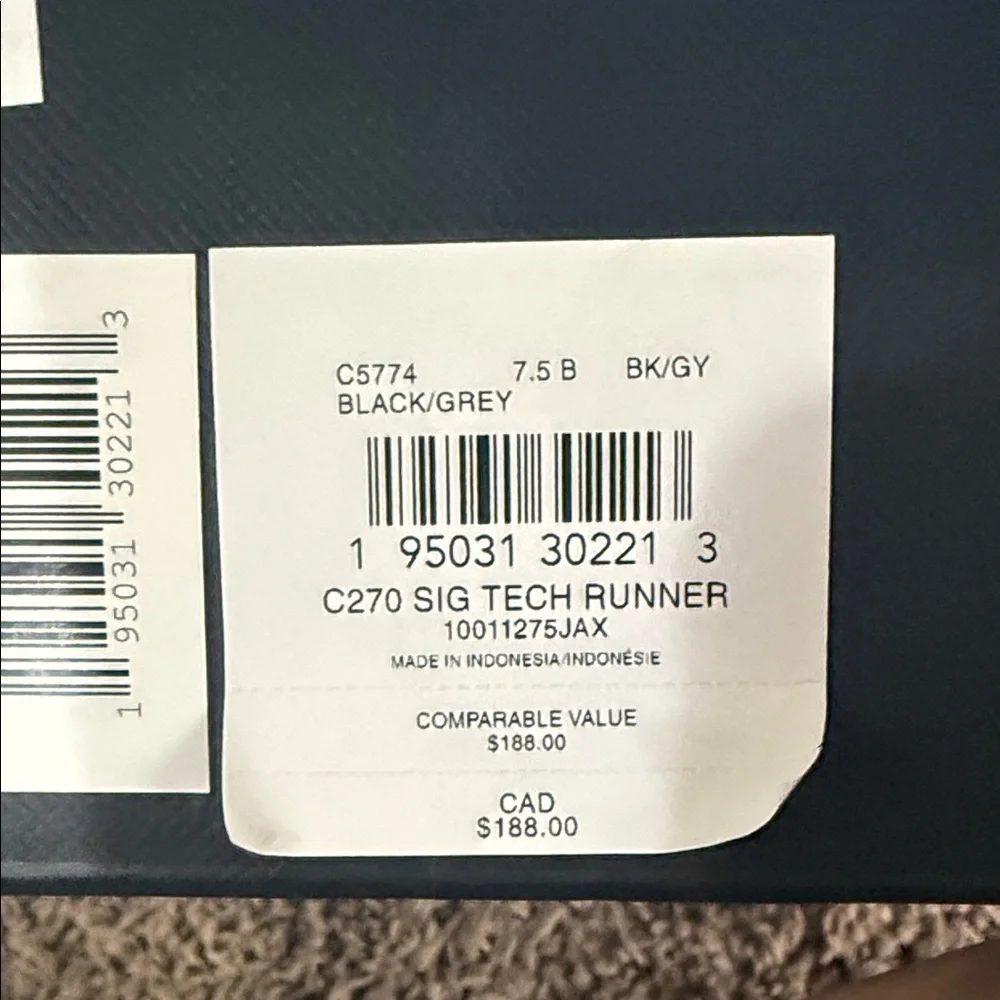 C5774 7.5 B BK/GY
BLACK/GREY
1 95031 30221 3
C270 SIG TECH RUNNER
10011275JAX
MADE IN INDONESIA/INDONÉSIE
COMPARABLE VALUE
$188.00
CAD
$188.00
1 95031 30221 3